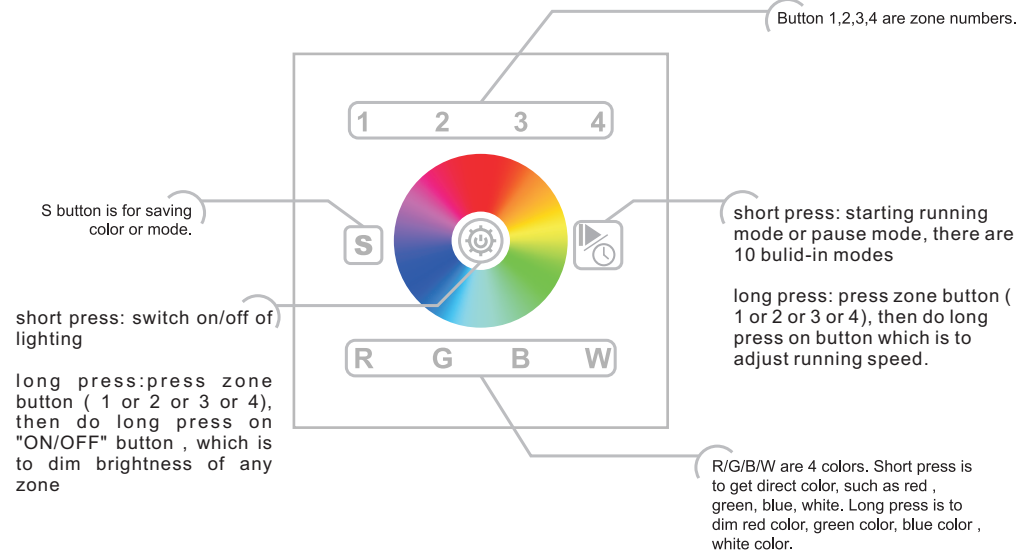 Button 1,2,3,4 are zone numbers.
1 2 3 4
S button is for saving
color or mode.
S
short press: starting running
mode or pause mode, there are
10 bulid-in modes
long press: press zone button (
1 or 2 or 3 or 4), then do long
press on button which is to
adjust running speed.
short press: switch on/off of
lighting
long press:press zone
button ( 1 or 2 or 3 or 4),
then do long press on
"ON/OFF" button , which is
to dim brightness of any
zone
R G B W
R/G/B/W are 4 colors. Short press is
to get direct color, such as red ,
green, blue, white. Long press is to
dim red color, green color, blue color ,
white color.